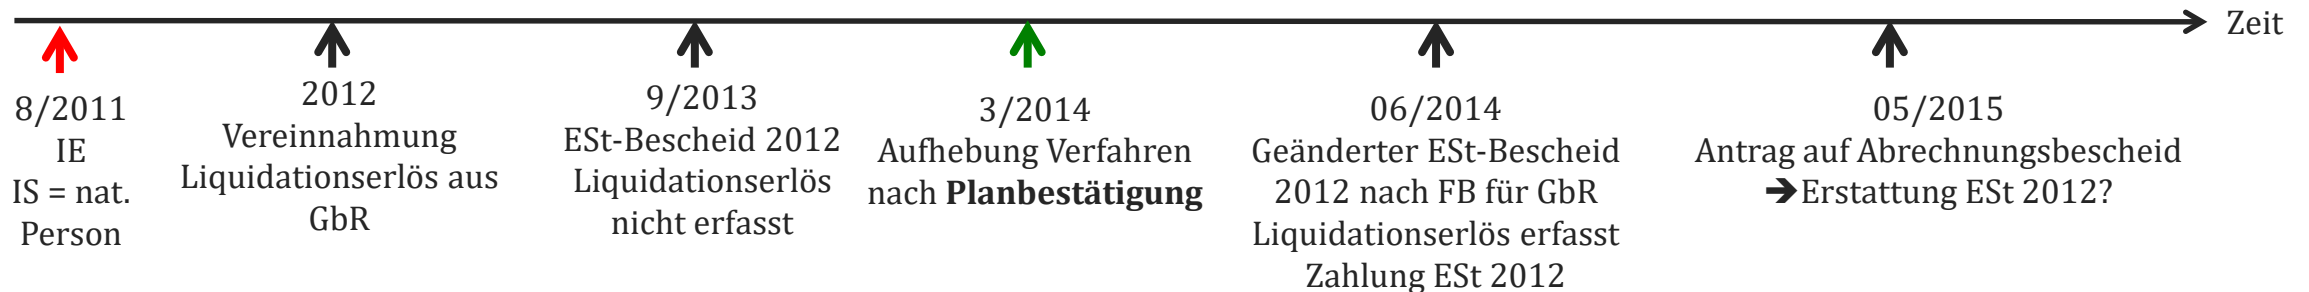 Zeit
8/2011
IE
IS = nat.
Person
2012
Vereinnahmung
Liquidationserlös aus
GbR
9/2013
ESt-Bescheid 2012
Liquidationserlös
nicht erfasst
3/2014
Aufhebung Verfahren
nach Planbestätigung
06/2014
Geänderter ESt-Bescheid
2012 nach FB für GbR
Liquidationserlös erfasst
Zahlung ESt 2012
05/2015
Antrag auf Abrechnungsbescheid
➔Erstattung ESt 2012?